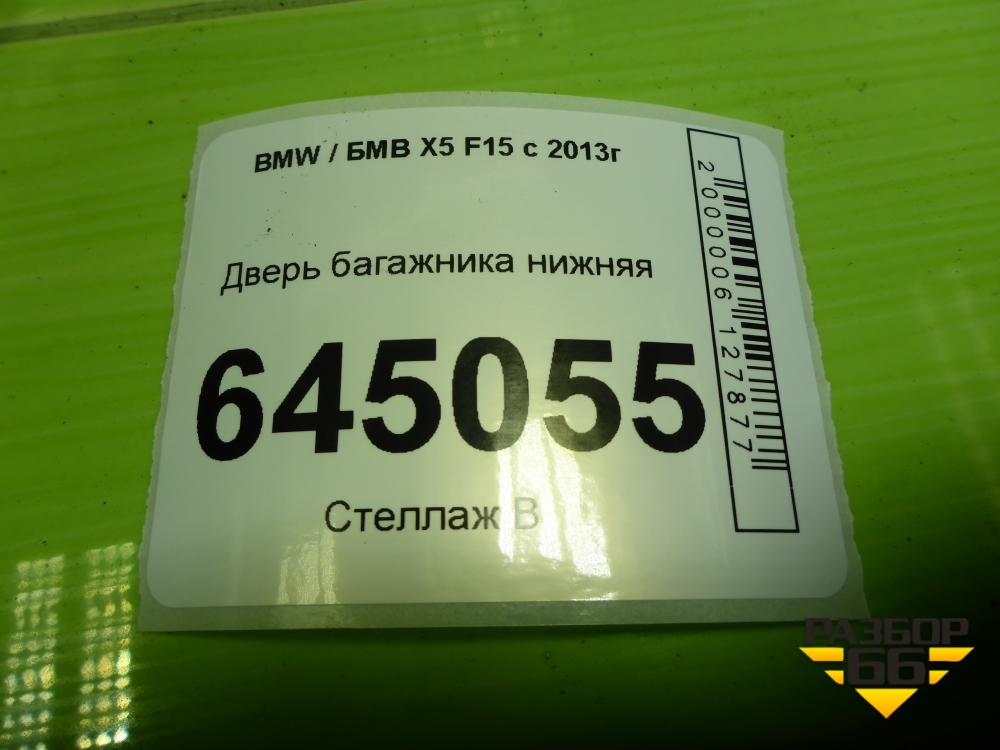 BMW / БМВ X5 F15 с 2013г
Дверь багажника нижняя
645055
Стеллаж В
2000006127877
РАЗБОР
66